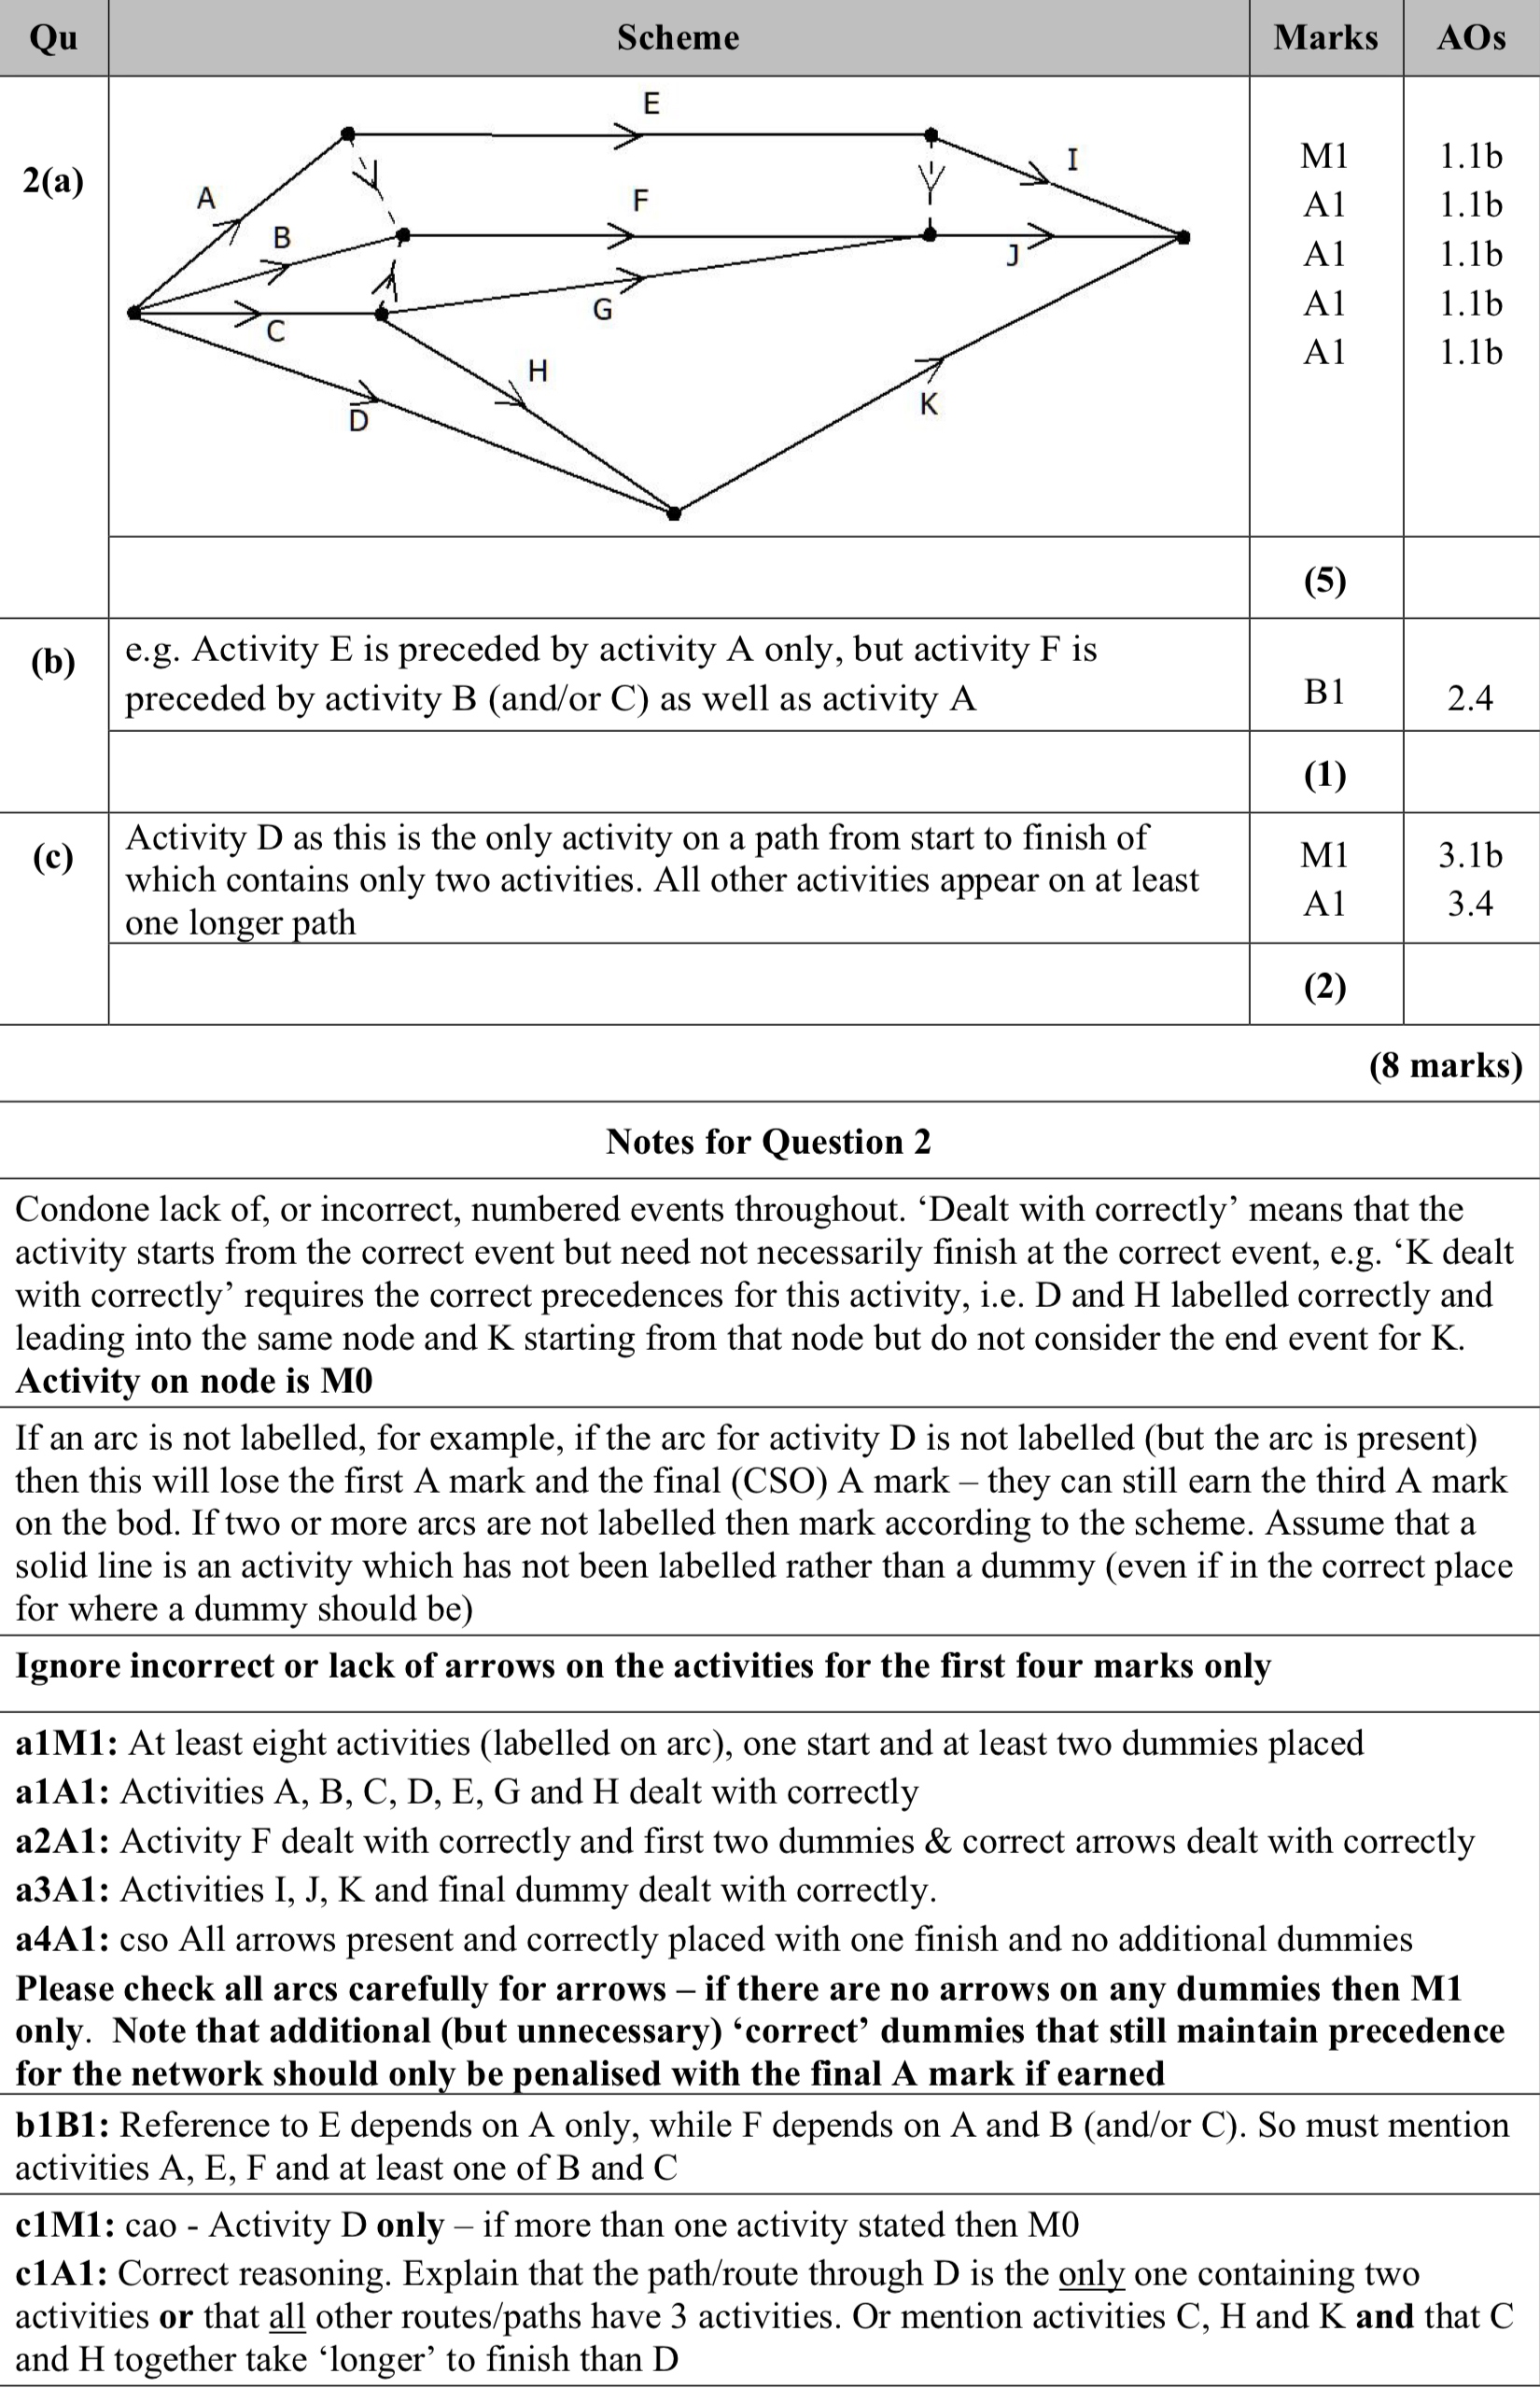 Qu Scheme Marks AOs
2(a)
E
I
A
F
B
J
G
C
H
D
K
M1 1.1b
A1 1.1b
A1 1.1b
A1 1.1b
A1 1.1b
(5)
(b) e.g. Activity E is preceded by activity A only, but activity F is
preceded by activity B (and/or C) as well as activity A B1 2.4
(1)
(c) Activity D as this is the only activity on a path from start to finish of
which contains only two activities. All other activities appear on at least
one longer path
M1 3.1b
A1 3.4
(2)
(8 marks)
Notes for Question 2
Condone lack of, or incorrect, numbered events throughout. ‘Dealt with correctly’ means that the
activity starts from the correct event but need not necessarily finish at the correct event, e.g. ‘K dealt
with correctly’ requires the correct precedences for this activity, i.e. D and H labelled correctly and
leading into the same node and K starting from that node but do not consider the end event for K.
Activity on node is M0
If an arc is not labelled, for example, if the arc for activity D is not labelled (but the arc is present)
then this will lose the first A mark and the final (CSO) A mark – they can still earn the third A mark
on the bod. If two or more arcs are not labelled then mark according to the scheme. Assume that a
solid line is an activity which has not been labelled rather than a dummy (even if in the correct place
for where a dummy should be)
Ignore incorrect or lack of arrows on the activities for the first four marks only
a1M1: At least eight activities (labelled on arc), one start and at least two dummies placed
a1A1: Activities A, B, C, D, E, G and H dealt with correctly
a2A1: Activity F dealt with correctly and first two dummies & correct arrows dealt with correctly
a3A1: Activities I, J, K and final dummy dealt with correctly.
a4A1: cso All arrows present and correctly placed with one finish and no additional dummies
Please check all arcs carefully for arrows – if there are no arrows on any dummies then M1
only. Note that additional (but unnecessary) ‘correct’ dummies that still maintain precedence
for the network should only be penalised with the final A mark if earned
b1B1: Reference to E depends on A only, while F depends on A and B (and/or C). So must mention
activities A, E, F and at least one of B and C
c1M1: cao - Activity D only – if more than one activity stated then M0
c1A1: Correct reasoning. Explain that the path/route through D is the only one containing two
activities or that all other routes/paths have 3 activities. Or mention activities C, H and K and that C
and H together take ‘longer’ to finish than D